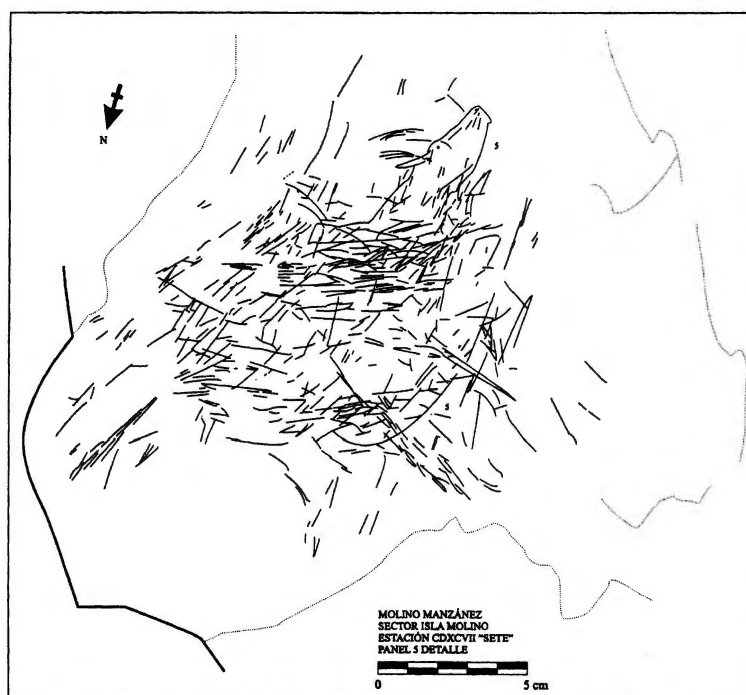 N
5
5
MOLINO MANZÁNEZ
SECTOR ISLA MOLINO
ESTACIÓN CDXCVII "SETE"
PANEL 5 DETALLE
0 5 cm